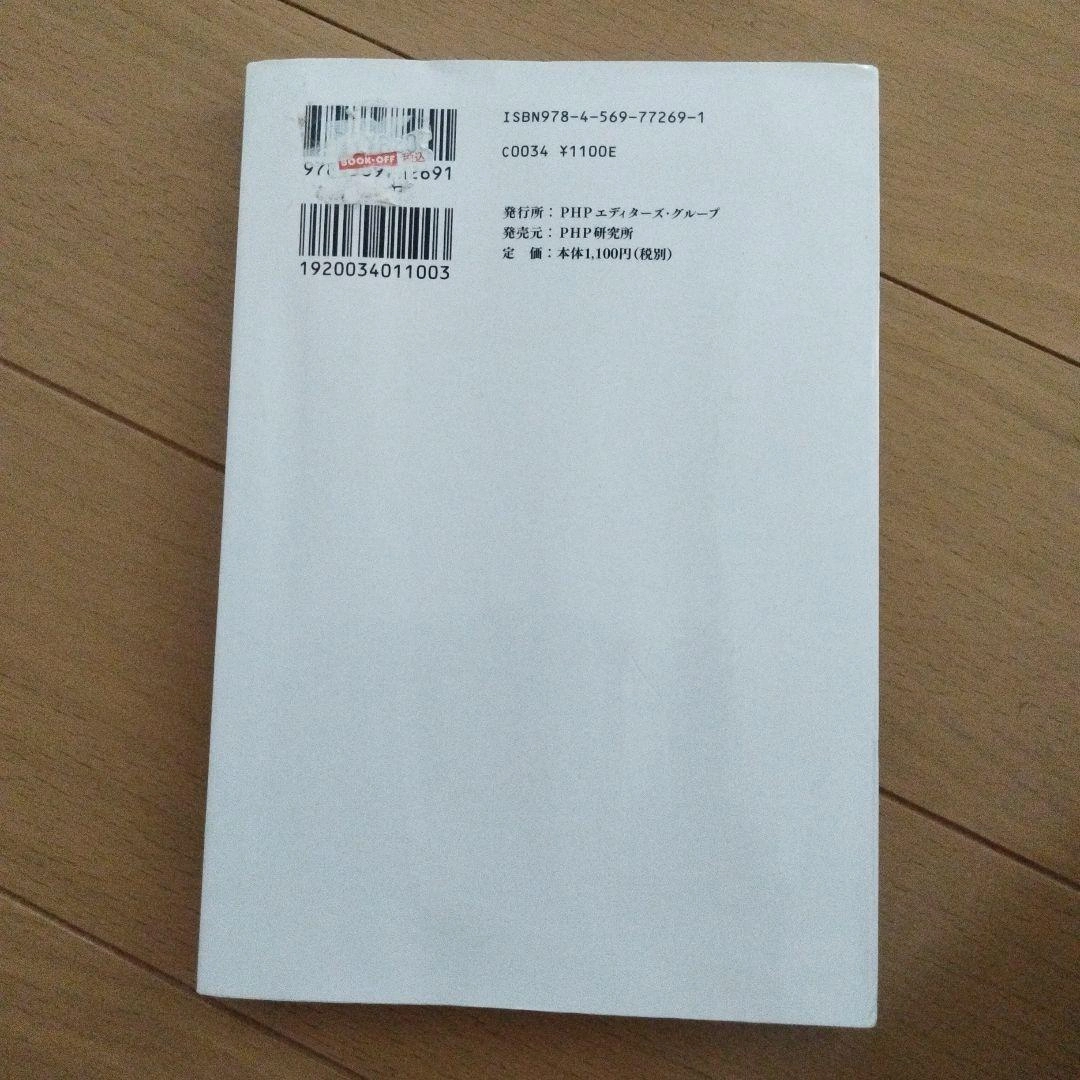 ISBN978-4-569-77269-1
C0034 ¥1100E
BOOK·OFF 税込
1920034011003
発行所：PHPエディターズ・グループ
発売元：PHP研究所
定　価：本体1,100円(税別)